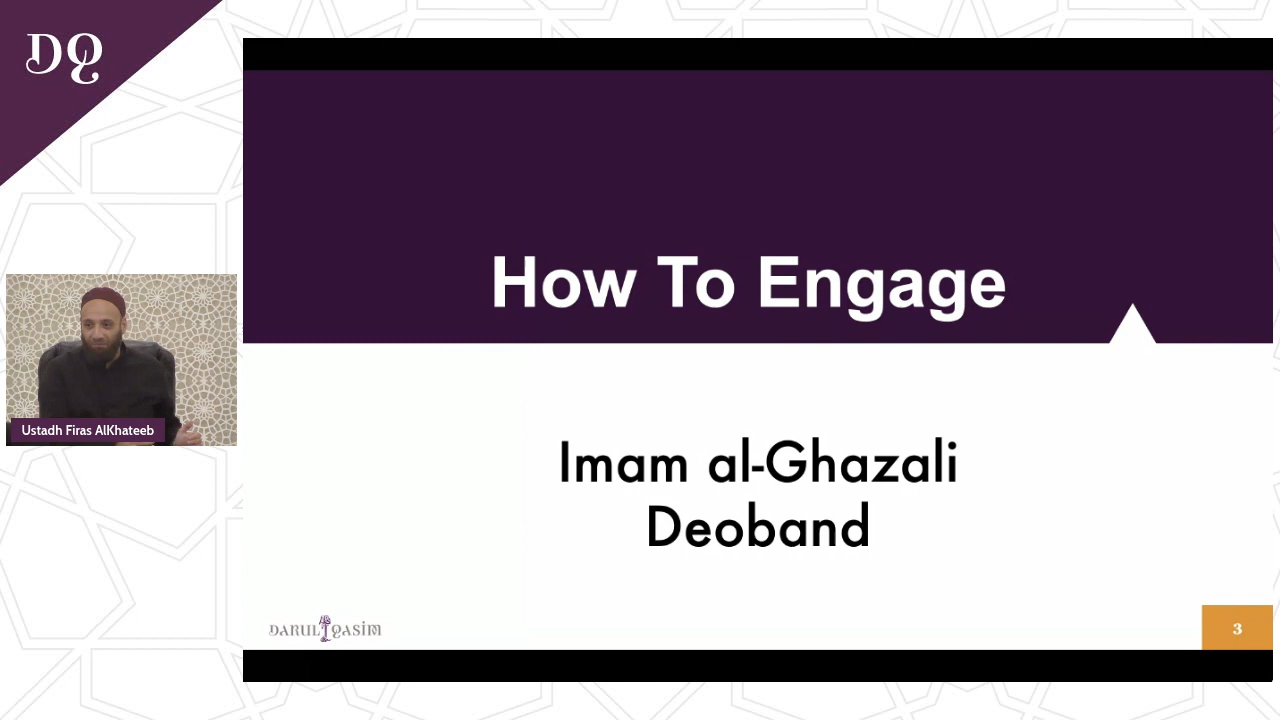 DQ
How To Engage
Imam al-Ghazali
Deoband
Ustadh Firas AlKhateeb
DARUL QASIM
3